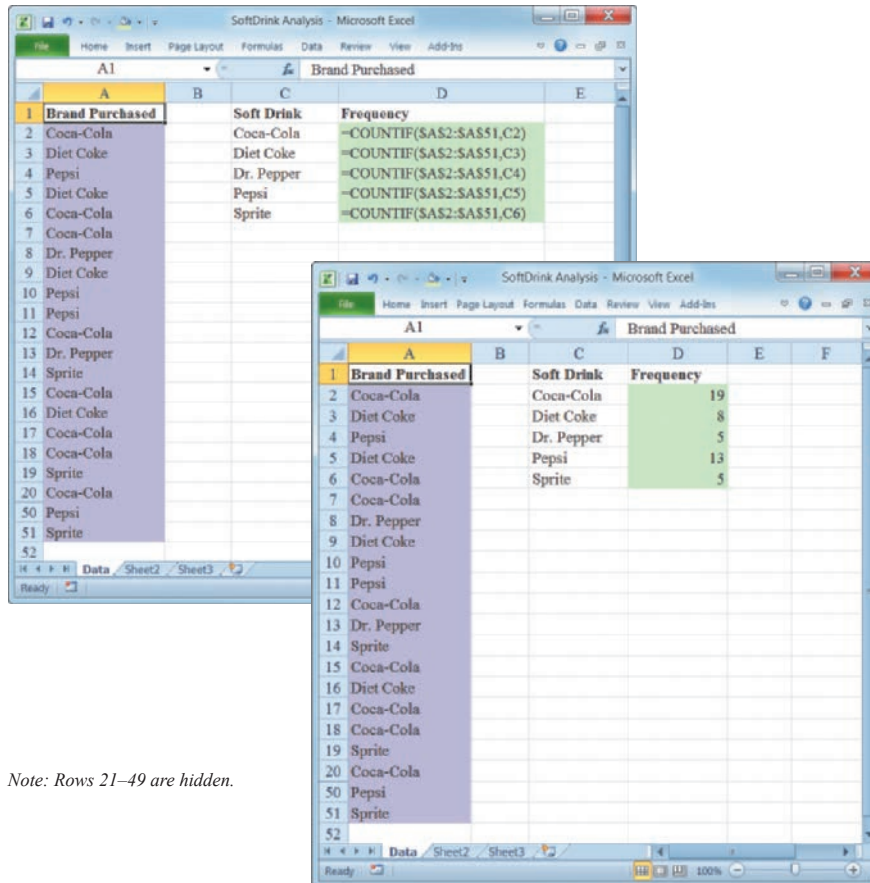 SoftDrink Analysis - Microsoft Excel
File Home Insert Page Layout Formulas Data Review View Add-Ins
A1 fx Brand Purchased
A B C D E
1 Brand Purchased Soft Drink Frequency
2 Coca-Cola Coca-Cola =COUNTIF($A$2:$A$51,C2)
3 Diet Coke Diet Coke =COUNTIF($A$2:$A$51,C3)
4 Pepsi Dr. Pepper =COUNTIF($A$2:$A$51,C4)
5 Diet Coke Pepsi =COUNTIF($A$2:$A$51,C5)
6 Coca-Cola Sprite =COUNTIF($A$2:$A$51,C6)
7 Coca-Cola
8 Dr. Pepper
9 Diet Coke
10 Pepsi
11 Pepsi
12 Coca-Cola
13 Dr. Pepper
14 Sprite
15 Coca-Cola
16 Diet Coke
17 Coca-Cola
18 Coca-Cola
19 Sprite
20 Coca-Cola
50 Pepsi
51 Sprite
52
Data Sheet2 Sheet3
Ready
SoftDrink Analysis - Microsoft Excel
File Home Insert Page Layout Formulas Data Review View Add-Ins
A1 fx Brand Purchased
A B C D E F
1 Brand Purchased Soft Drink Frequency
2 Coca-Cola Coca-Cola 19
3 Diet Coke Diet Coke 8
4 Pepsi Dr. Pepper 5
5 Diet Coke Pepsi 13
6 Coca-Cola Sprite 5
7 Coca-Cola
8 Dr. Pepper
9 Diet Coke
10 Pepsi
11 Pepsi
12 Coca-Cola
13 Dr. Pepper
14 Sprite
15 Coca-Cola
16 Diet Coke
17 Coca-Cola
18 Coca-Cola
19 Sprite
20 Coca-Cola
50 Pepsi
51 Sprite
52
Data Sheet2 Sheet3
Ready 100%
Note: Rows 21–49 are hidden.